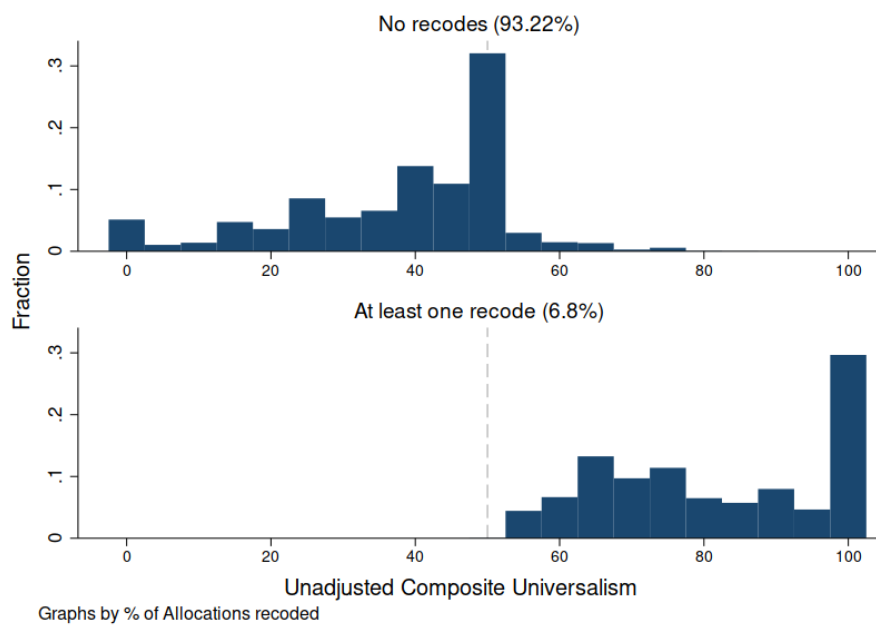 No recodes (93.22%)
.3
.2
.1
0
0 20 40 60 80 100
Fraction
At least one recode (6.8%)
.3
.2
.1
0
0 20 40 60 80 100
Unadjusted Composite Universalism
Graphs by % of Allocations recoded